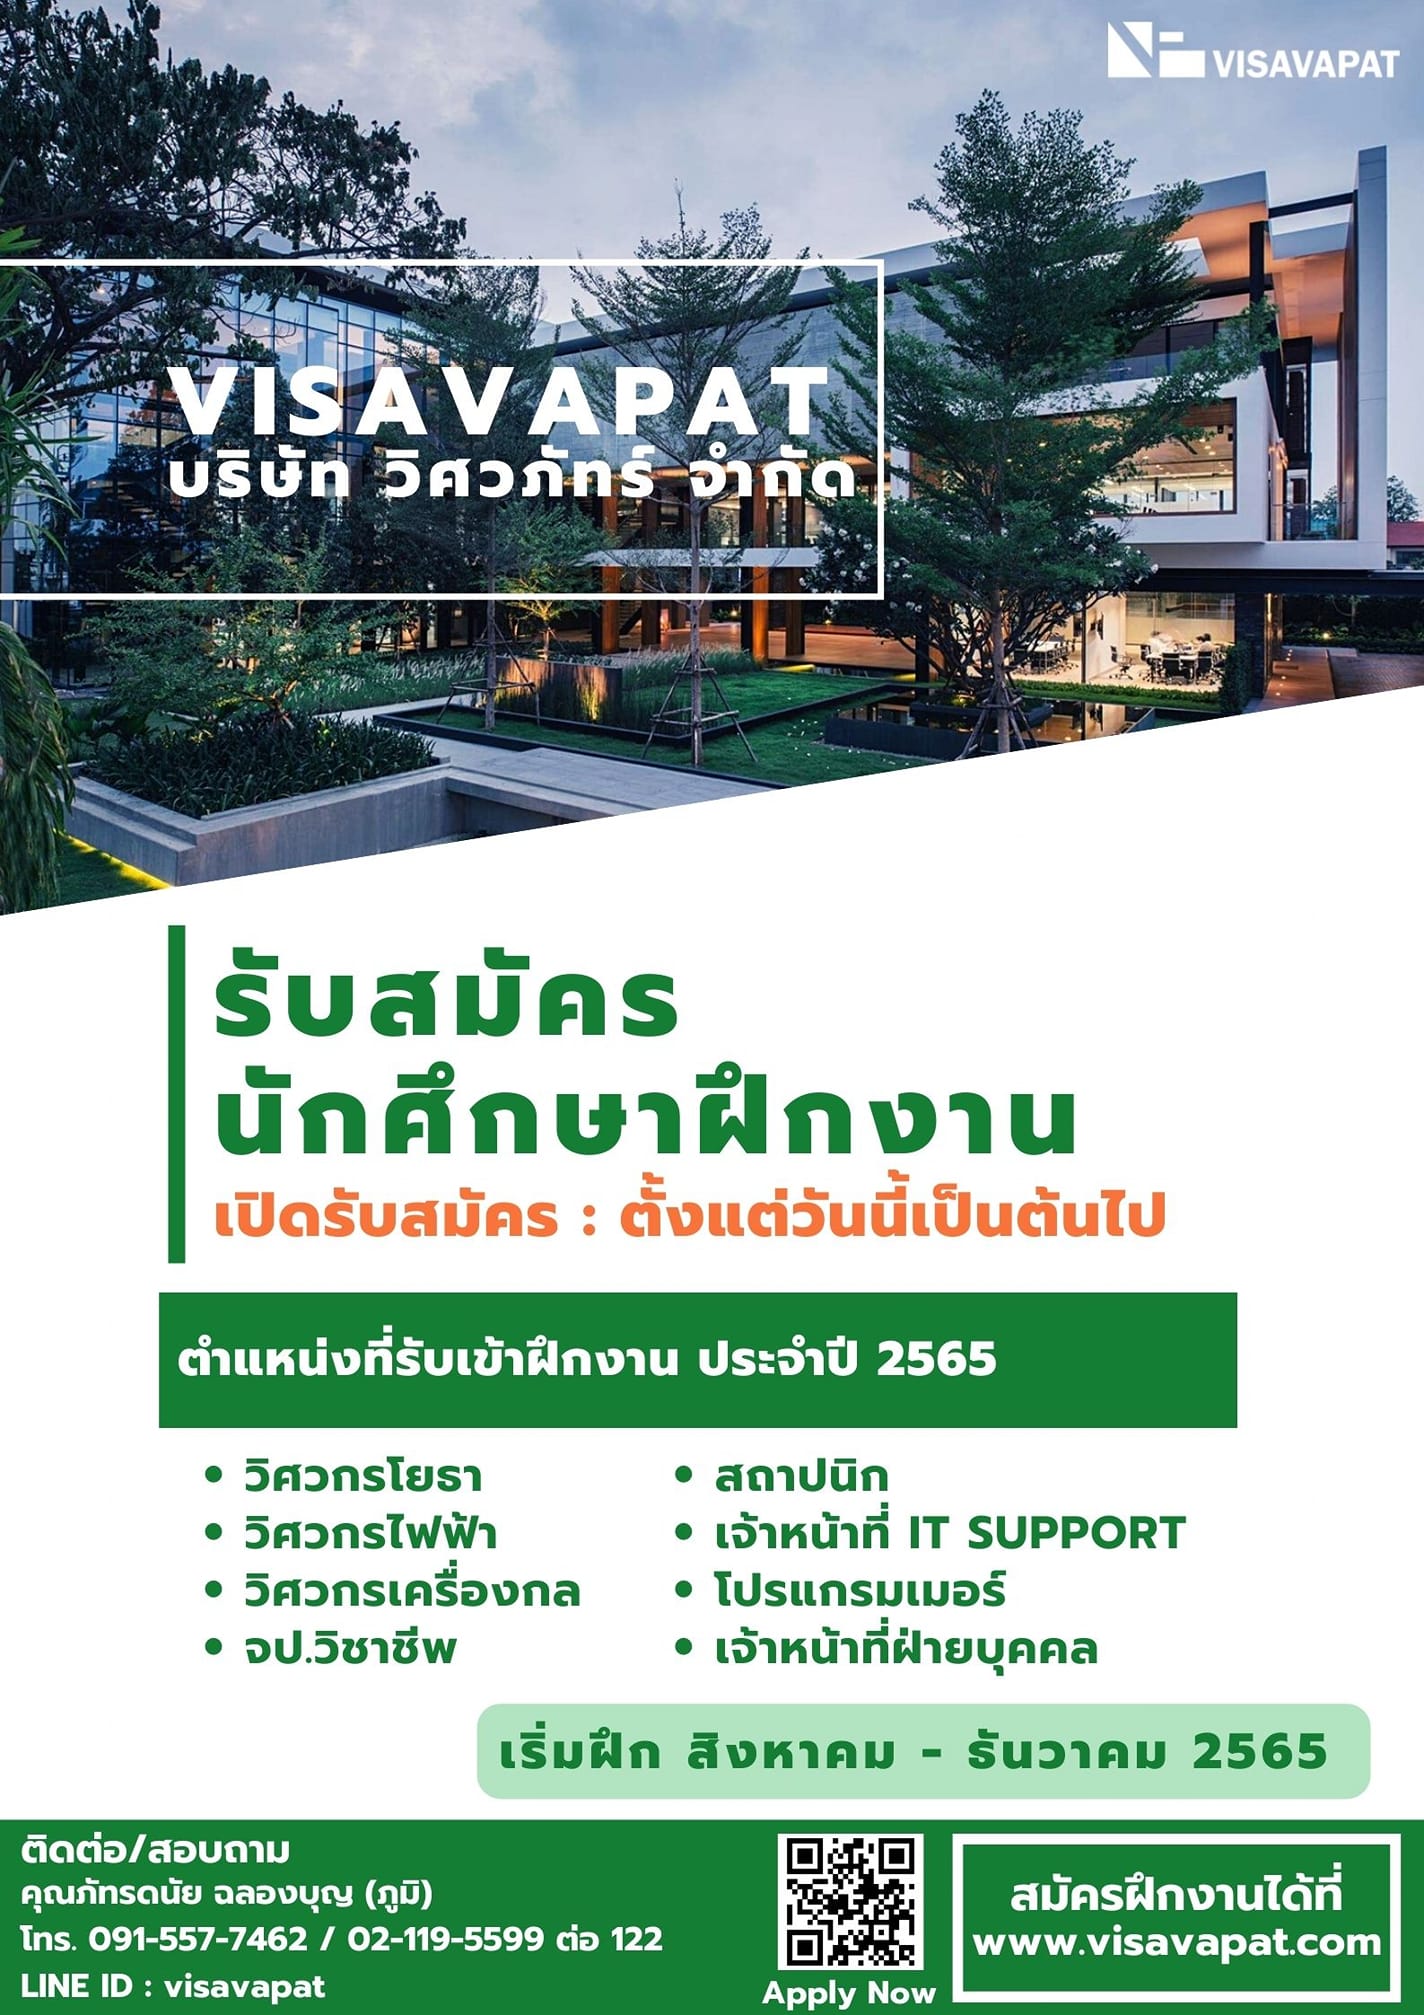 VISAVAPAT
VISAVAPAT
บริษัท วิศวภัทร์ จำกัด
รับสมัคร
นักศึกษาฝึกงาน
เปิดรับสมัคร : ตั้งแต่วันนี้เป็นต้นไป
ตำแหน่งที่รับเข้าฝึกงาน ประจำปี 2565
• วิศวกรโยธา
• วิศวกรไฟฟ้า
• วิศวกรเครื่องกล
• จป.วิชาชีพ
• สถาปนิก
• เจ้าหน้าที่ IT SUPPORT
• โปรแกรมเมอร์
• เจ้าหน้าที่ฝ่ายบุคคล
เริ่มฝึก สิงหาคม - ธันวาคม 2565
ติดต่อ/สอบถาม
คุณภัทรดนัย ฉลองบุญ (ภูมิ)
โทร. 091-557-7462 / 02-119-5599 ต่อ 122
LINE ID : visavapat
Apply Now
สมัครฝึกงานได้ที่
www.visavapat.com